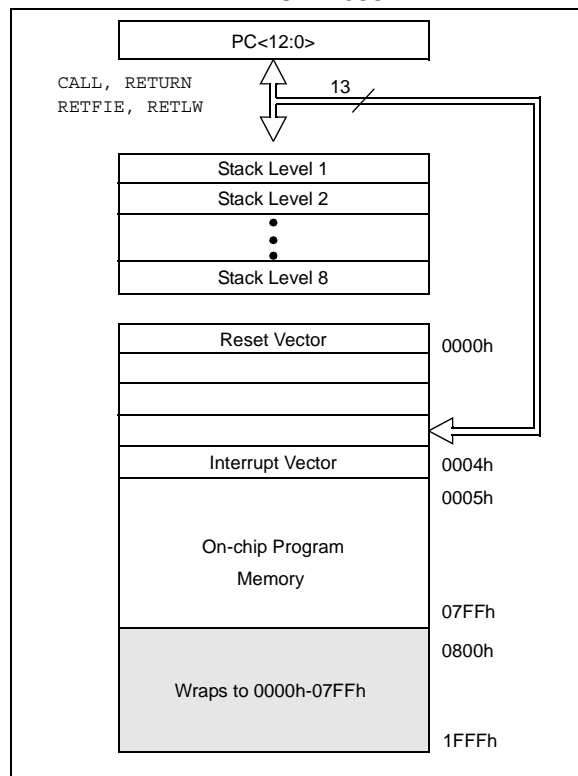 PC<12:0>
CALL, RETURN
RETFIE, RETLW
13
Stack Level 1
Stack Level 2
Stack Level 8
Reset Vector
0000h
Interrupt Vector
0004h
0005h
On-chip Program
Memory
07FFh
0800h
Wraps to 0000h-07FFh
1FFFh